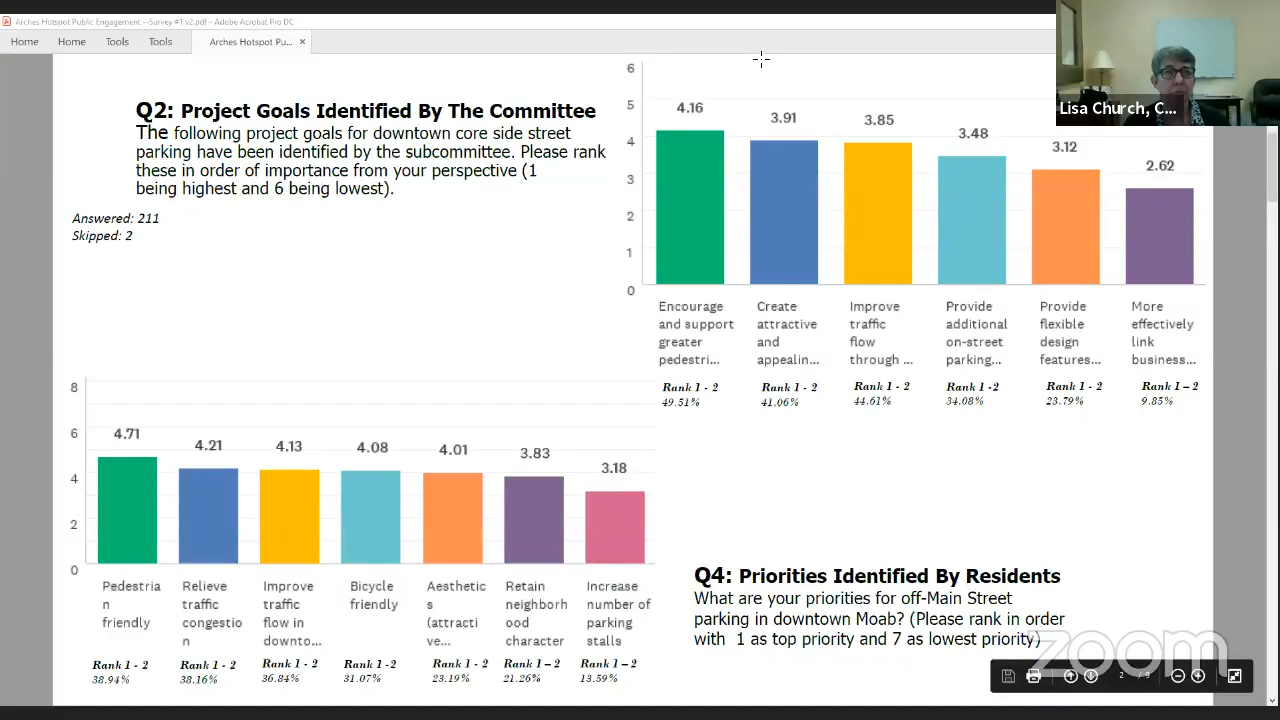 Arches Hotspot Public Engagement --Survey #1 v2.pdf - Adobe Acrobat Pro DC
Home Home Tools Tools Arches Hotspot Pu... ×
Lisa Church, C...
Q2: Project Goals Identified By The Committee
The following project goals for downtown core side street
parking have been identified by the subcommittee. Please rank
these in order of importance from your perspective (1
being highest and 6 being lowest).
Answered: 211
Skipped: 2
6
5
4
3
2
1
0
4.16 3.91 3.85 3.48 3.12 2.62
Encourage Create Improve Provide Provide More
and support attractive traffic additional flexible effectively
greater and flow on-street design link
pedestri... appealin... through ... parking... features... business...
Rank 1 - 2 Rank 1 - 2 Rank 1 - 2 Rank 1 -2 Rank 1 - 2 Rank 1 – 2
49.51% 41.06% 44.61% 34.08% 23.79% 9.85%
8
6
4
2
0
4.71 4.21 4.13 4.08 4.01 3.83 3.18
Pedestria Relieve Improve Bicycle Aesthetic Retain Increase
n traffic traffic friendly s neighborh number of
friendly congestio flow in (attracti ood parking
n downto... ve... character stalls
Rank 1 - 2 Rank 1 - 2 Rank 1 - 2 Rank 1 -2 Rank 1 - 2 Rank 1 – 2 Rank 1 – 2
38.94% 38.16% 36.84% 31.07% 23.19% 21.26% 13.59%
Q4: Priorities Identified By Residents
What are your priorities for off-Main Street
parking in downtown Moab? (Please rank in order
with 1 as top priority and 7 as lowest priority)
zoom
2 / 9